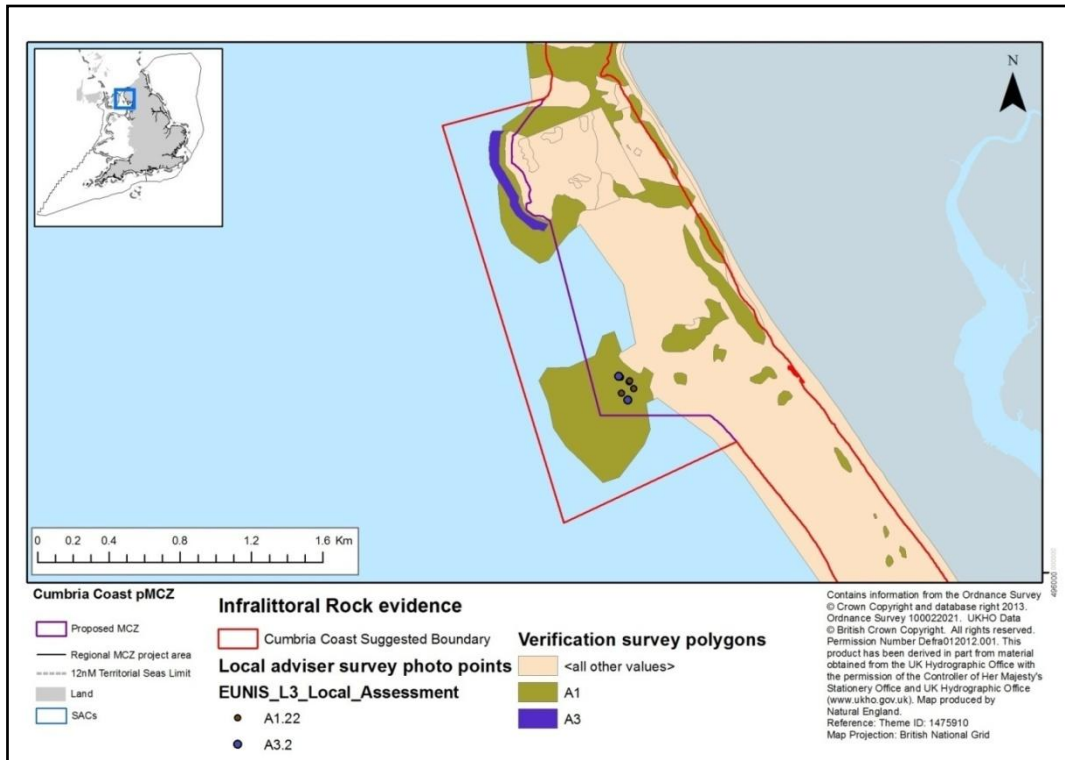 N
0 0.2 0.4 0.8 1.2 1.6 Km
Cumbria Coast pMCZ
Proposed MCZ
Regional MCZ project area
12nM Territorial Seas Limit
Land
SACs
Infralittoral Rock evidence
Cumbria Coast Suggested Boundary
Local adviser survey photo points
EUNIS_L3_Local_Assessment
A1.22
A3.2
Verification survey polygons
<all other values>
A1
A3
Contains information from the Ordnance Survey
© Crown Copyright and database right 2013.
Ordnance Survey 100022021. UKHO Data
© British Crown Copyright. All rights reserved.
Permission Number Defra012012.001. This
product has been derived in part from material
obtained from the UK Hydrographic Office with
the permission of the Controller of Her Majesty's
Stationery Office and UK Hydrographic Office
(www.ukho.gov.uk). Map produced by
Natural England.
Reference: Theme ID: 1475910
Map Projection: British National Grid